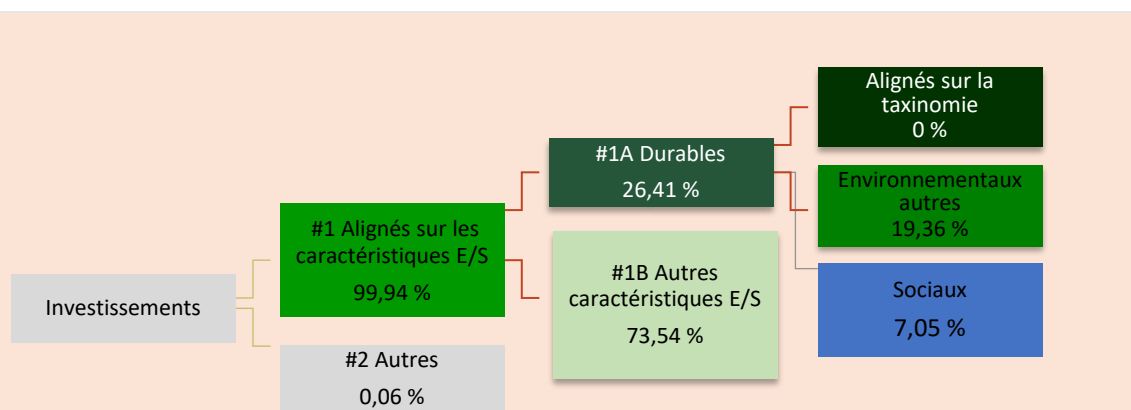 Investissements
#1 Alignés sur les
caractéristiques E/S
99,94 %
#2 Autres
0,06 %
#1A Durables
26,41 %
#1B Autres
caractéristiques E/S
73,54 %
Alignés sur la
taxinomie
0 %
Environnementaux
autres
19,36 %
Sociaux
7,05 %